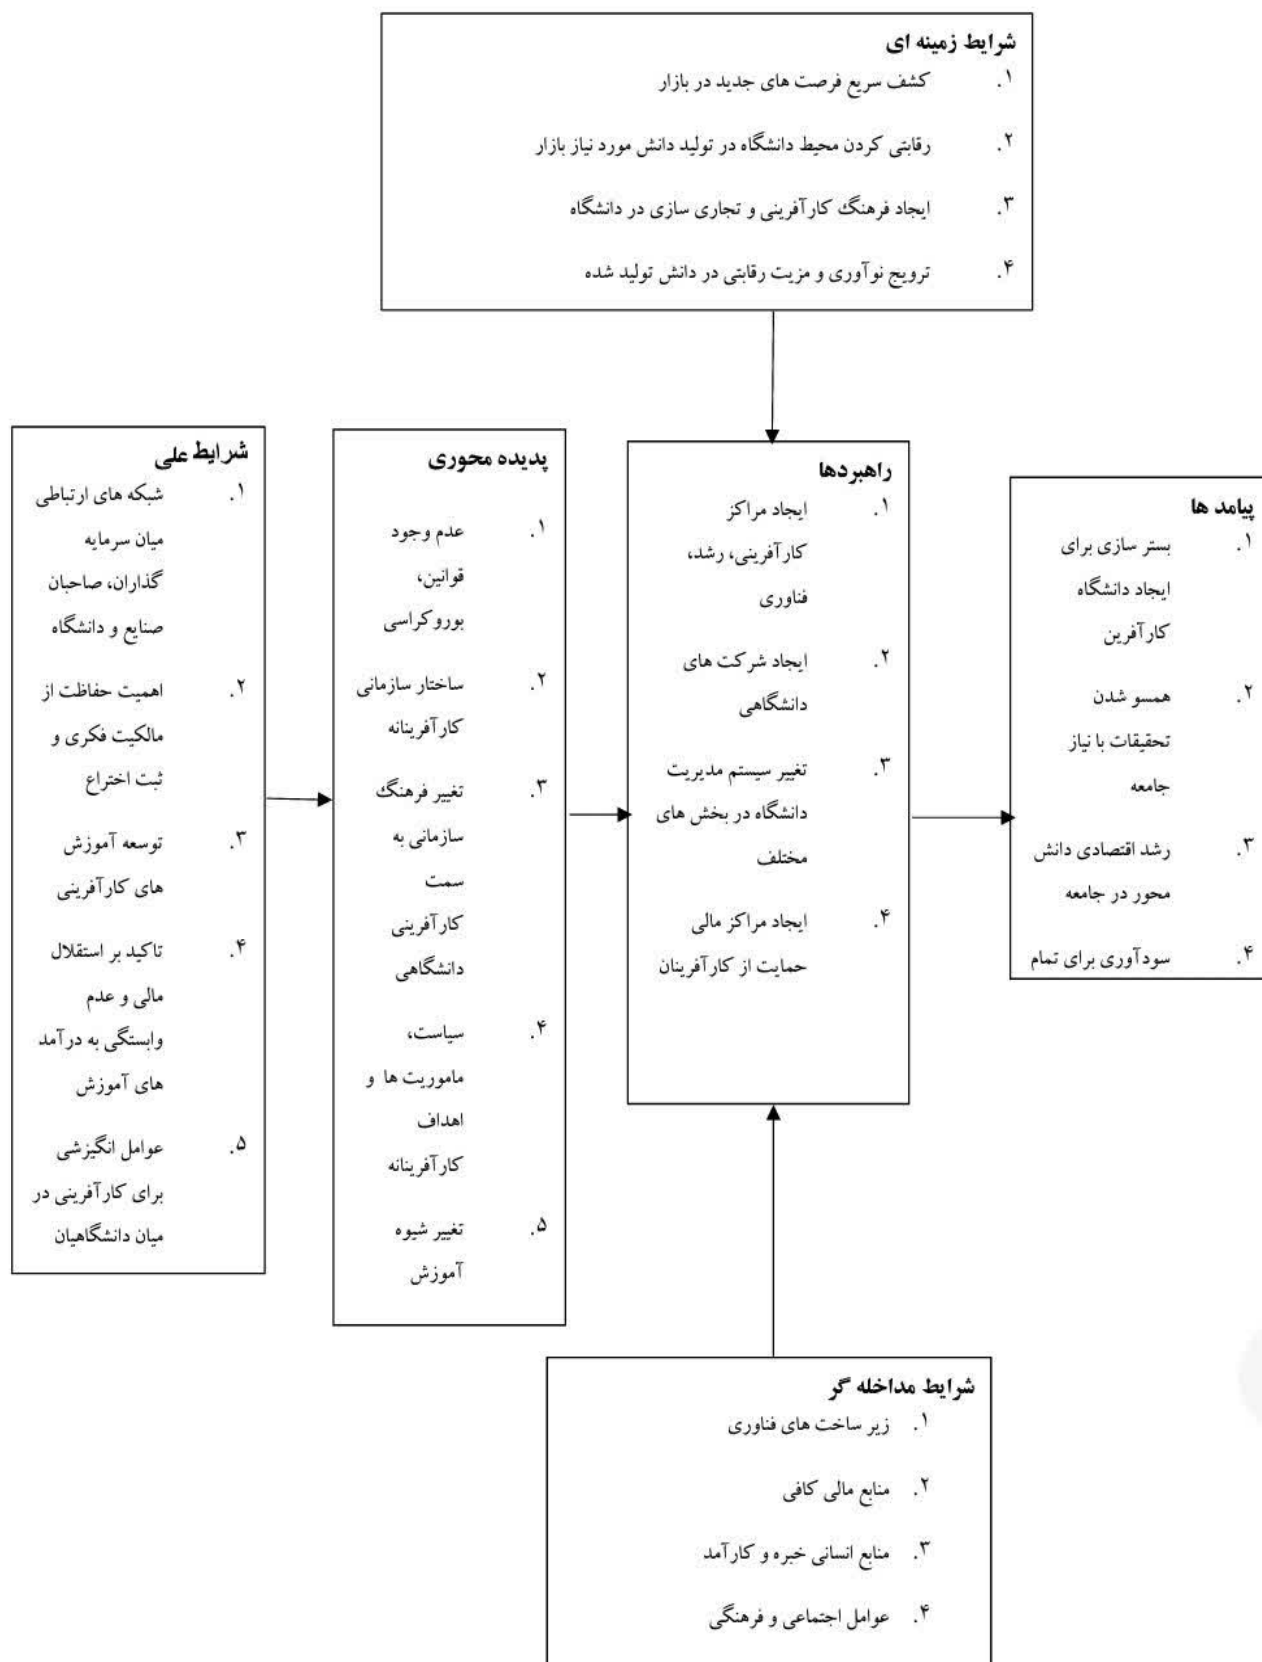 شرایط زمینه ای
۱. کشف سریع فرصت های جدید در بازار
۲. رقابتی کردن محیط دانشگاه در تولید دانش مورد نیاز بازار
۳. ایجاد فرهنگ کارآفرینی و تجاری سازی در دانشگاه
۴. ترویج نوآوری و مزیت رقابتی در دانش تولید شده
شرایط علی
۱. شبکه های ارتباطی
میان سرمایه
گذاران، صاحبان
صنایع و دانشگاه
۲. اهمیت حفاظت از
مالکیت فکری و
ثبت اختراع
۳. توسعه آموزش
های کارآفرینی
۴. تاکید بر استقلال
مالی و عدم
وابستگی به درآمد
های آموزش
۵. عوامل انگیزشی
برای کارآفرینی در
میان دانشگاهیان
پدیده محوری
۱. عدم وجود
قوانین،
بوروکراسی
۲. ساختار سازمانی
کارآفرینانه
۳. تغییر فرهنگ
سازمانی به
سمت
کارآفرینی
دانشگاهی
۴. سیاست،
ماموریت ها و
اهداف
کارآفرینانه
۵. تغییر شیوه
آموزش
راهبردها
۱. ایجاد مراکز
کارآفرینی، رشد،
فناوری
۲. ایجاد شرکت های
دانشگاهی
۳. تغییر سیستم مدیریت
دانشگاه در بخش های
مختلف
۴. ایجاد مراکز مالی
حمایت از کارآفرینان
پیامد ها
۱. بستر سازی برای
ایجاد دانشگاه
کارآفرین
۲. همسو شدن
تحقیقات با نیاز
جامعه
۳. رشد اقتصادی دانش
محور در جامعه
۴. سودآوری برای تمام
شرایط مداخله گر
۱. زیر ساخت های فناوری
۲. منابع مالی کافی
۳. منابع انسانی خبره و کارآمد
۴. عوامل اجتماعی و فرهنگی